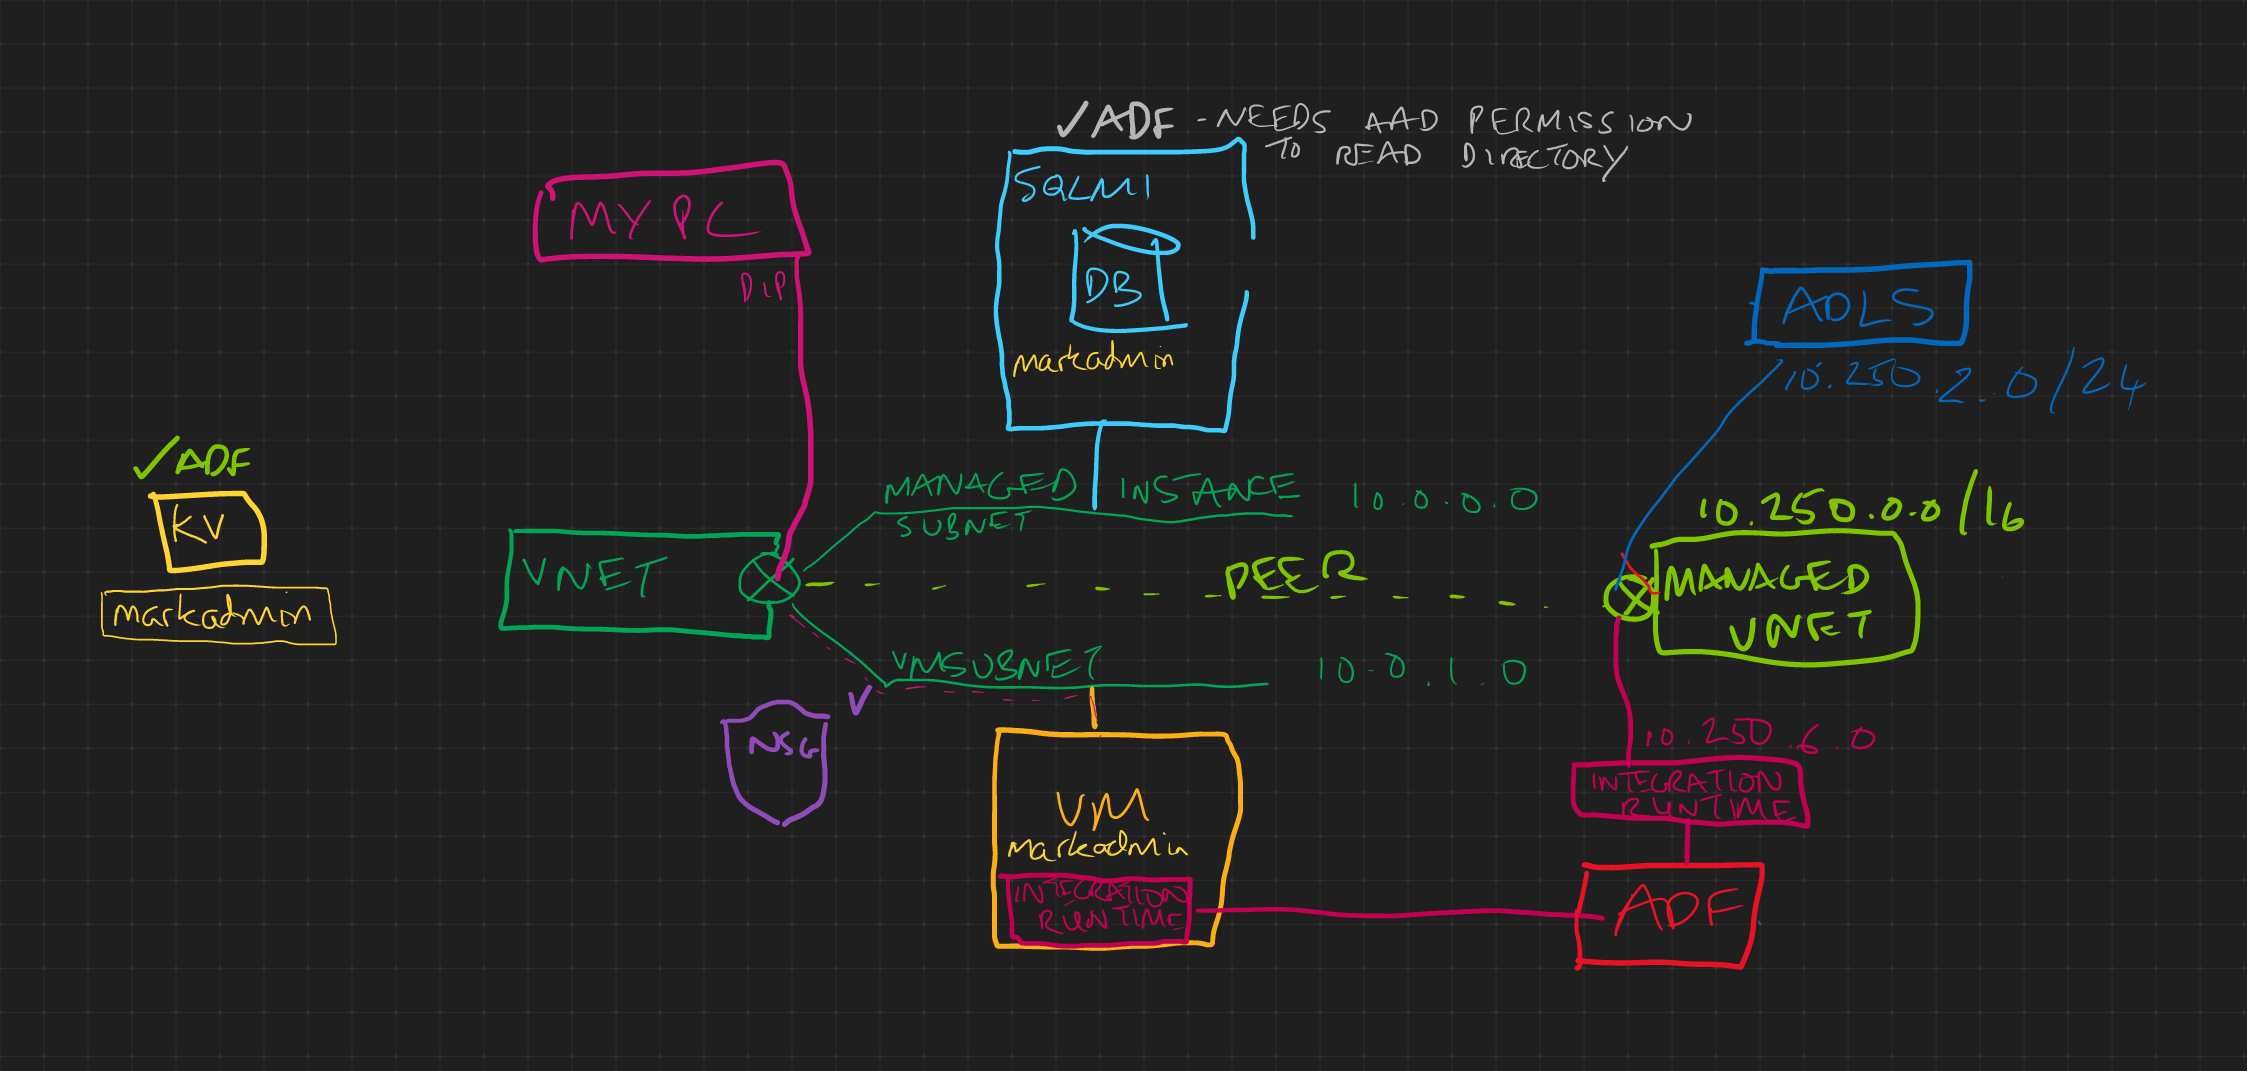 ✓ADF - NEEDS AAD PERMISSION
TO READ DIRECTORY
SQLMI
MY PC
DIP
DB
markadmin
ADLS
10.250.2.0/24
✓ADF
KV
markadmin
MANAGED INSTANCE 10.0.0.0
SUBNET
10.250.0.0/16
VNET
PEER
MANAGED
VNET
VMSUBNET 10.0.1.0
NSG
10.250.6.0
INTEGRATION
RUNTIME
VM
markadmin
INTEGRATION
RUNTIME
ADF